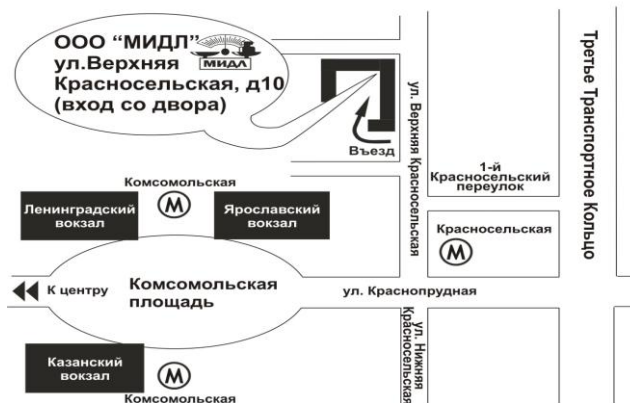 ООО “МИДЛ”
МИДЛ
ул.Верхняя
Красносельская, д10
(вход со двора)
Въезд
ул. Верхняя Красносельская
Третье Транспортное Кольцо
1-й
Красносельский
переулок
Комсомольская
М
Ленинградский
вокзал
Ярославский
вокзал
Красносельская
М
К центру
Комсомольская
площадь
ул. Краснопрудная
ул. Нижняя
Красносельская
Казанский
вокзал
М
Комсомольская